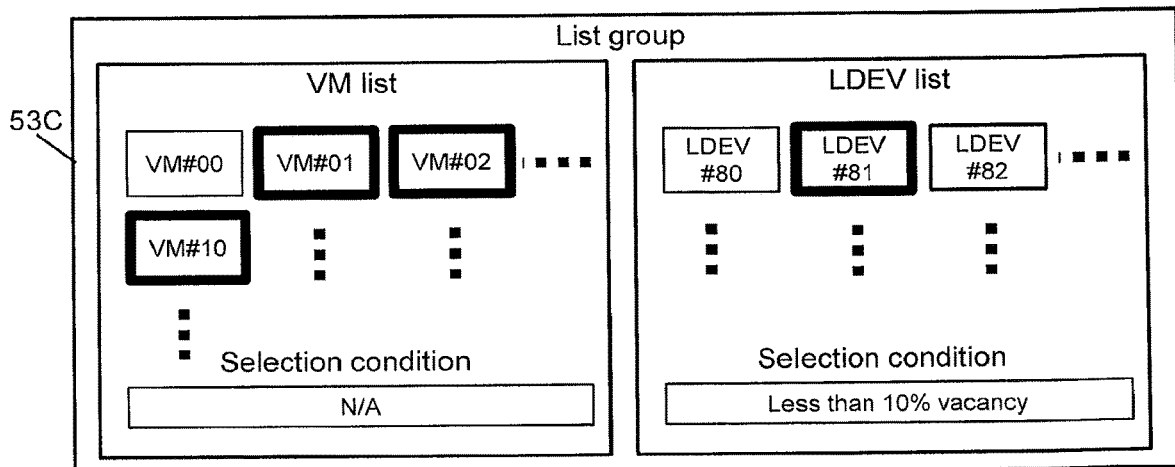 List group
53C
VM list
VM#00
VM#01
VM#02
VM#10
Selection condition
N/A
LDEV list
LDEV
#80
LDEV
#81
LDEV
#82
Selection condition
Less than 10% vacancy